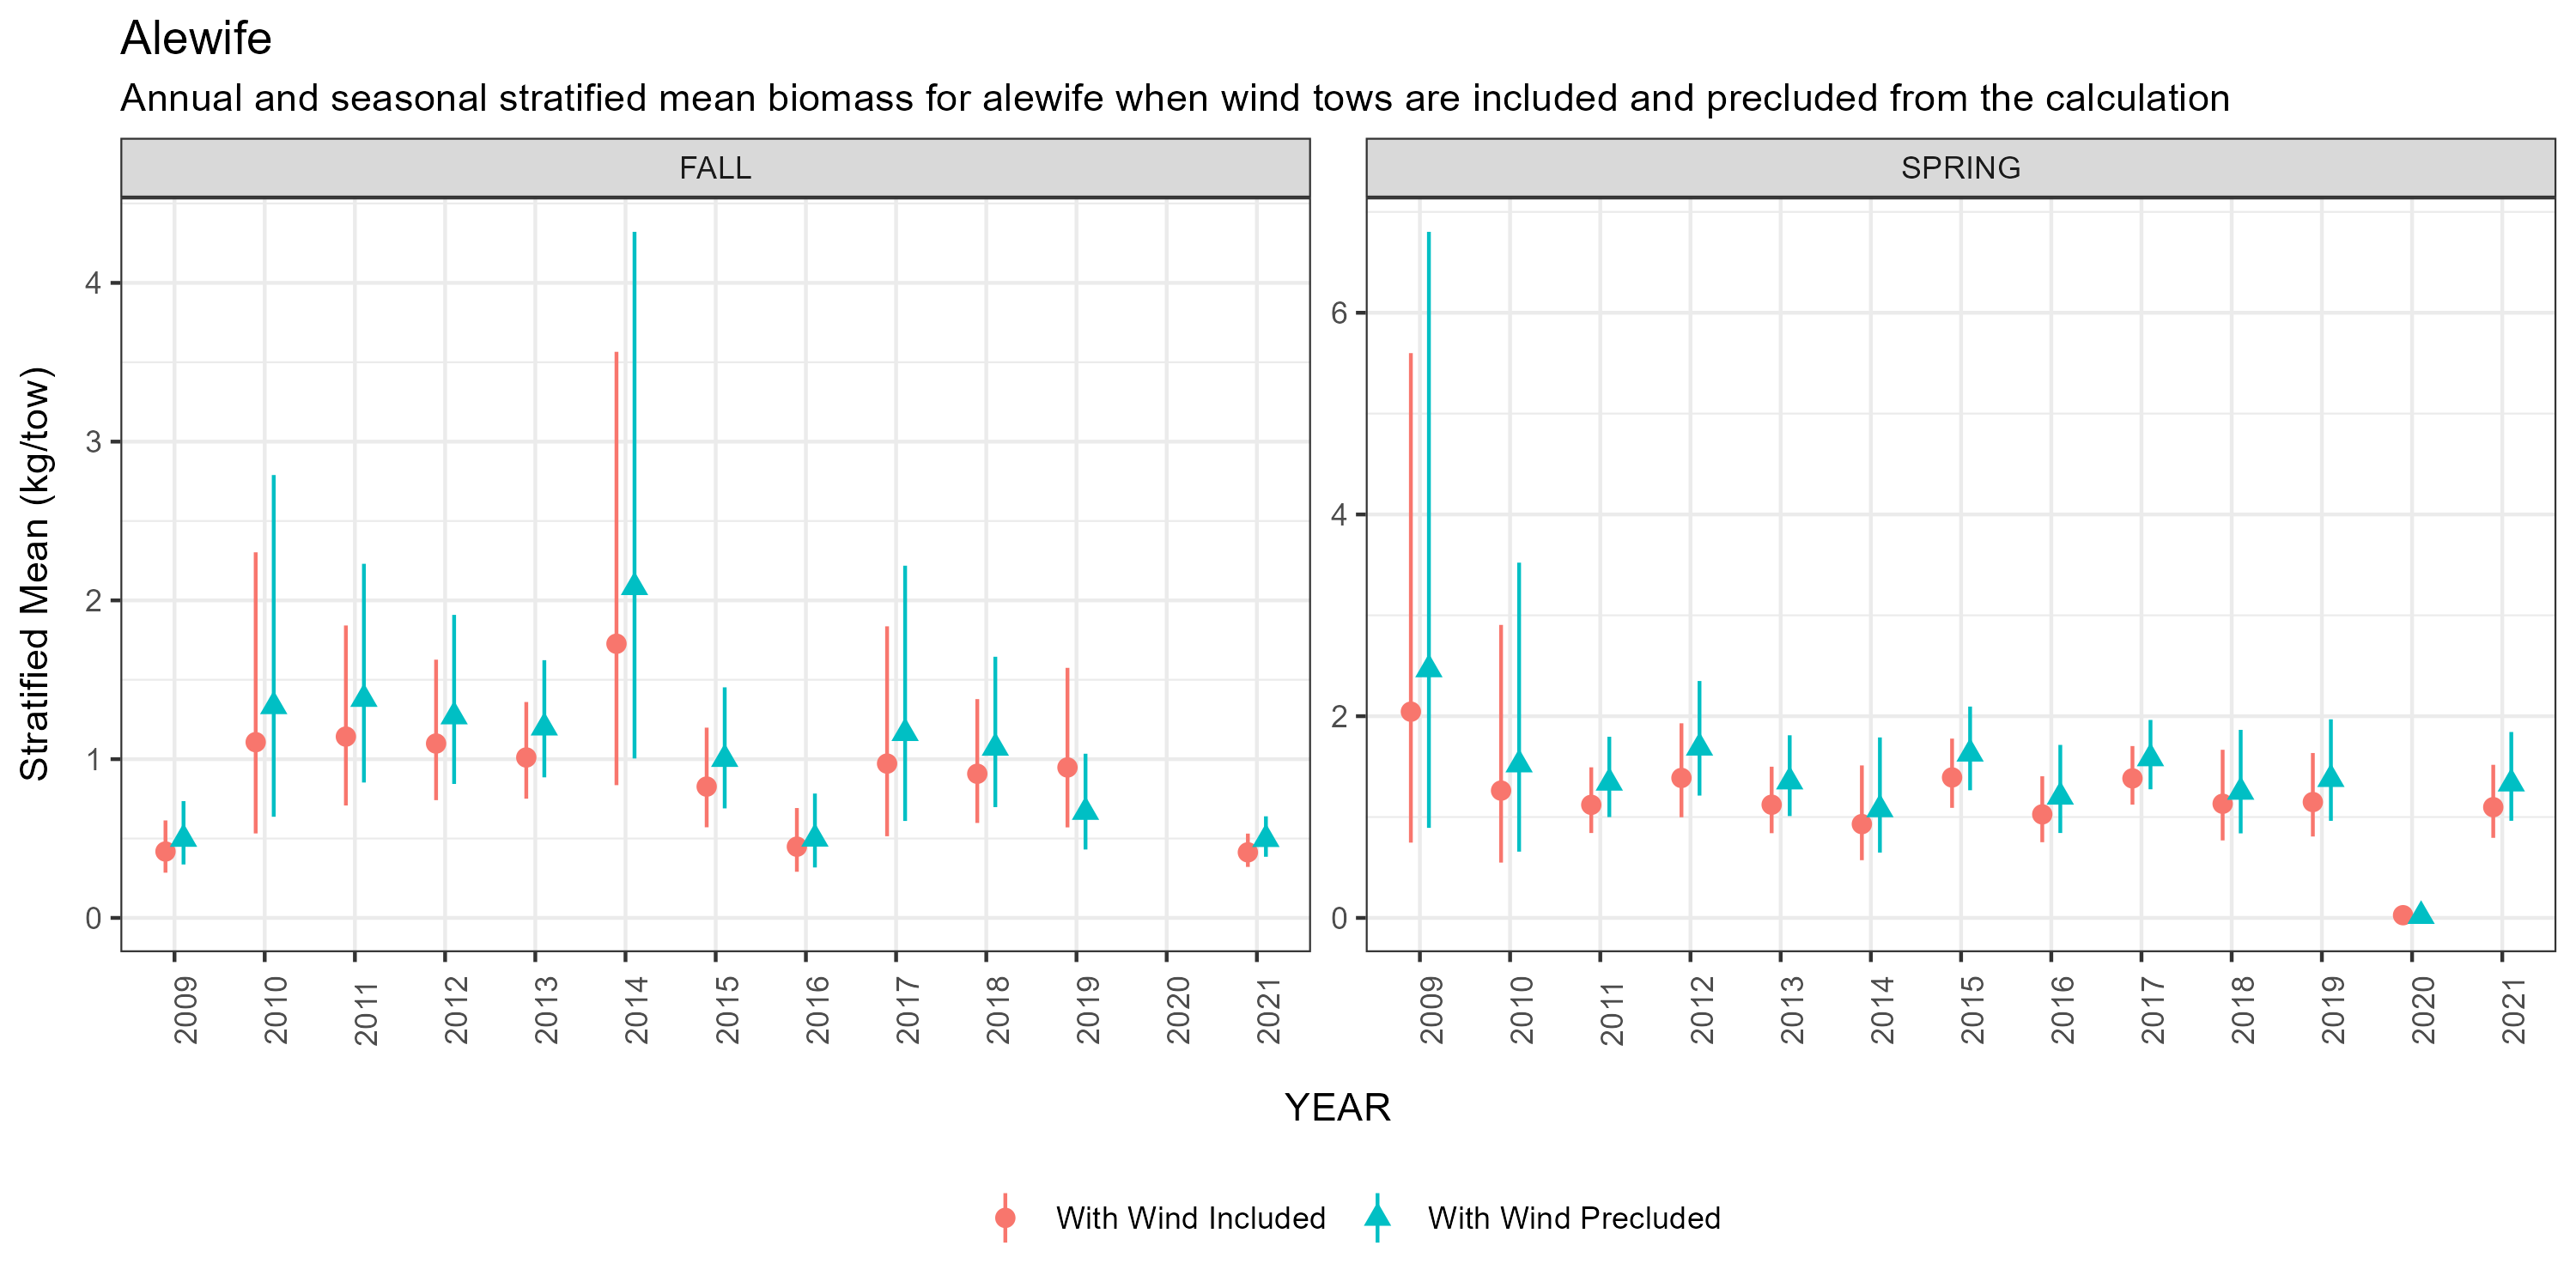 Alewife
Annual and seasonal stratified mean biomass for alewife when wind tows are included and precluded from the calculation
FALL
SPRING
Stratified Mean (kg/tow)
4
3
2
1
0
6
4
2
0
2009 2010 2011 2012 2013 2014 2015 2016 2017 2018 2019 2020 2021
2009 2010 2011 2012 2013 2014 2015 2016 2017 2018 2019 2020 2021
YEAR
With Wind Included
With Wind Precluded